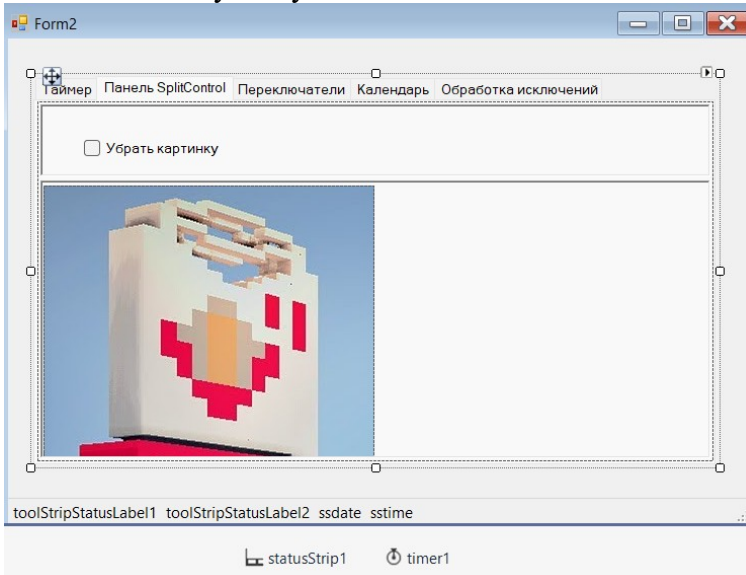 Form2
Таймер Панель SplitControl Переключатели Календарь Обработка исключений
Убрать картинку
toolStripStatusLabel1 toolStripStatusLabel2 ssdate sstime
statusStrip1 timer1